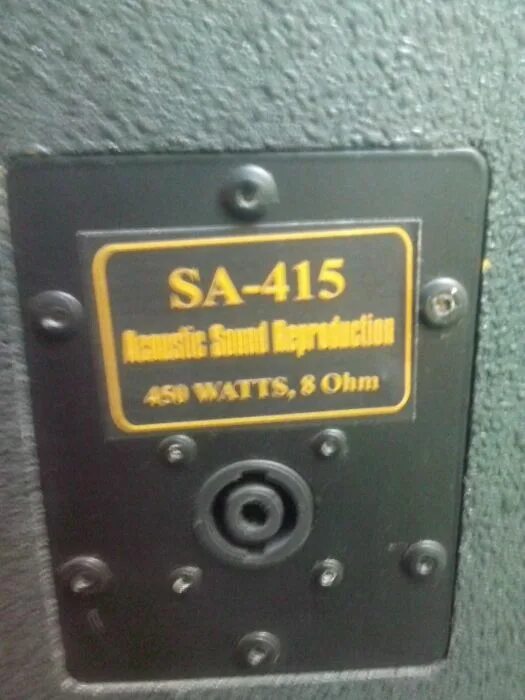 SA-415
Acoustic Sound Reproduction
450 WATTS, 8 Ohm